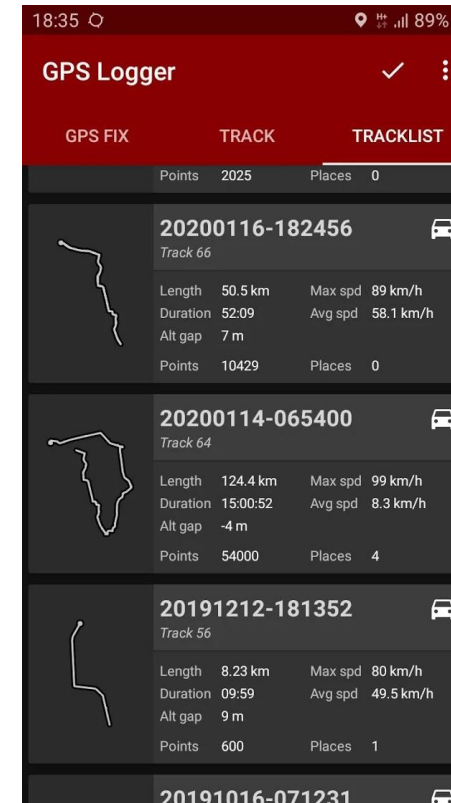 18:35 H+ 89%
GPS Logger
GPS FIX TRACK TRACKLIST
Points 2025 Places 0
20200116-182456
Track 66
Length 50.5 km Max spd 89 km/h
Duration 52:09 Avg spd 58.1 km/h
Alt gap 7 m
Points 10429 Places 0
20200114-065400
Track 64
Length 124.4 km Max spd 99 km/h
Duration 15:00:52 Avg spd 8.3 km/h
Alt gap -4 m
Points 54000 Places 4
20191212-181352
Track 56
Length 8.23 km Max spd 80 km/h
Duration 09:59 Avg spd 49.5 km/h
Alt gap 9 m
Points 600 Places 1
20191016-071231